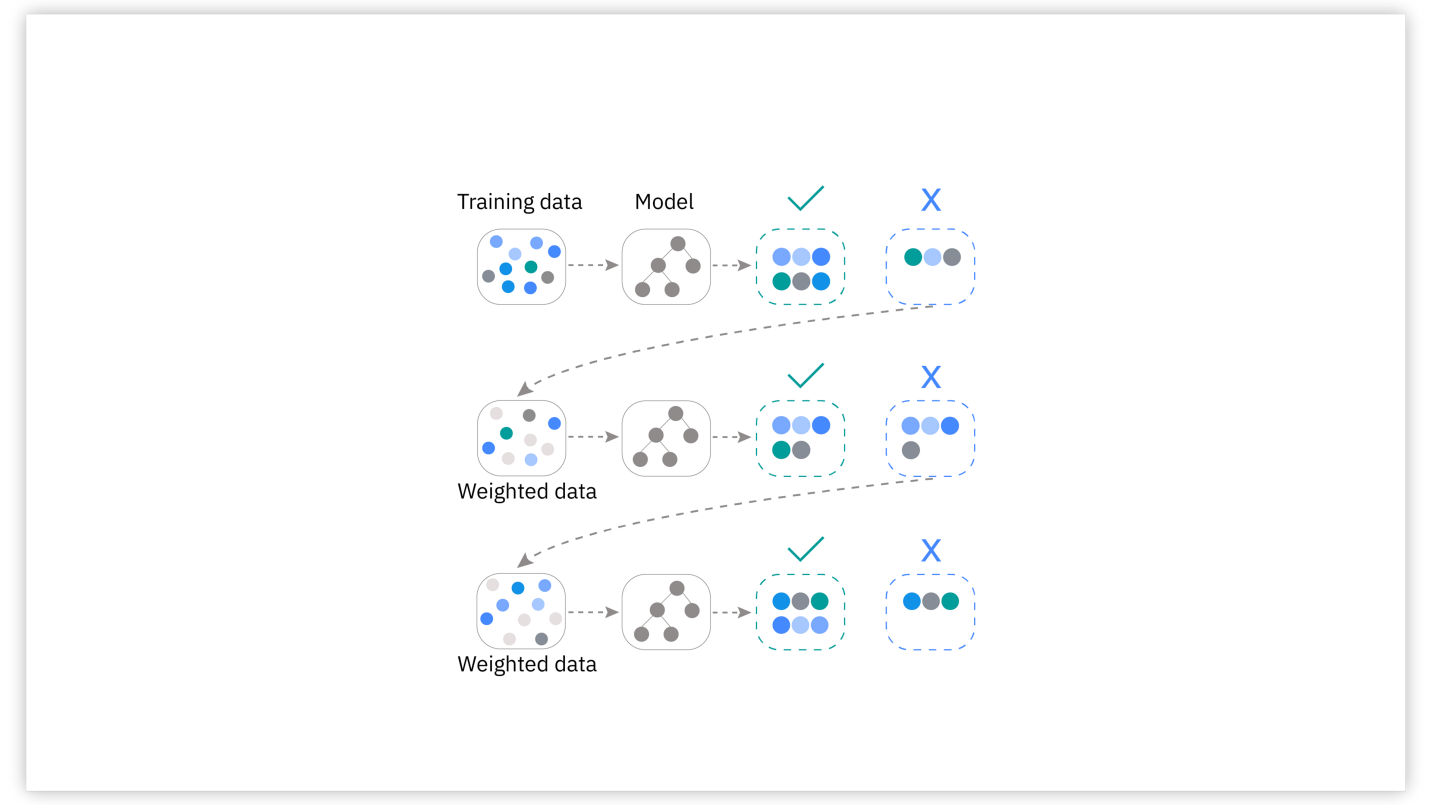 Training data
Model
X
X
Weighted data
X
Weighted data